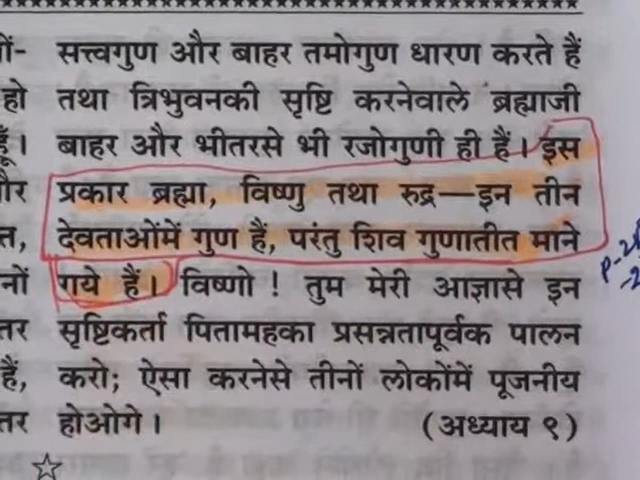 सत्त्वगुण और बाहर तमोगुण धारण करते हैं
हो तथा त्रिभुवनकी सृष्टि करनेवाले ब्रह्माजी
हूँ। बाहर और भीतरसे भी रजोगुणी ही हैं। इस
प्रकार ब्रह्मा, विष्णु तथा रुद्र—इन तीन
देवताओंमें गुण हैं, परंतु शिव गुणातीत माने
गये हैं। विष्णो ! तुम मेरी आज्ञासे इन
सृष्टिकर्ता पितामहका प्रसन्नतापूर्वक पालन
हैं, करो; ऐसा करनेसे तीनों लोकोंमें पूजनीय
होओगे। (अध्याय ९)